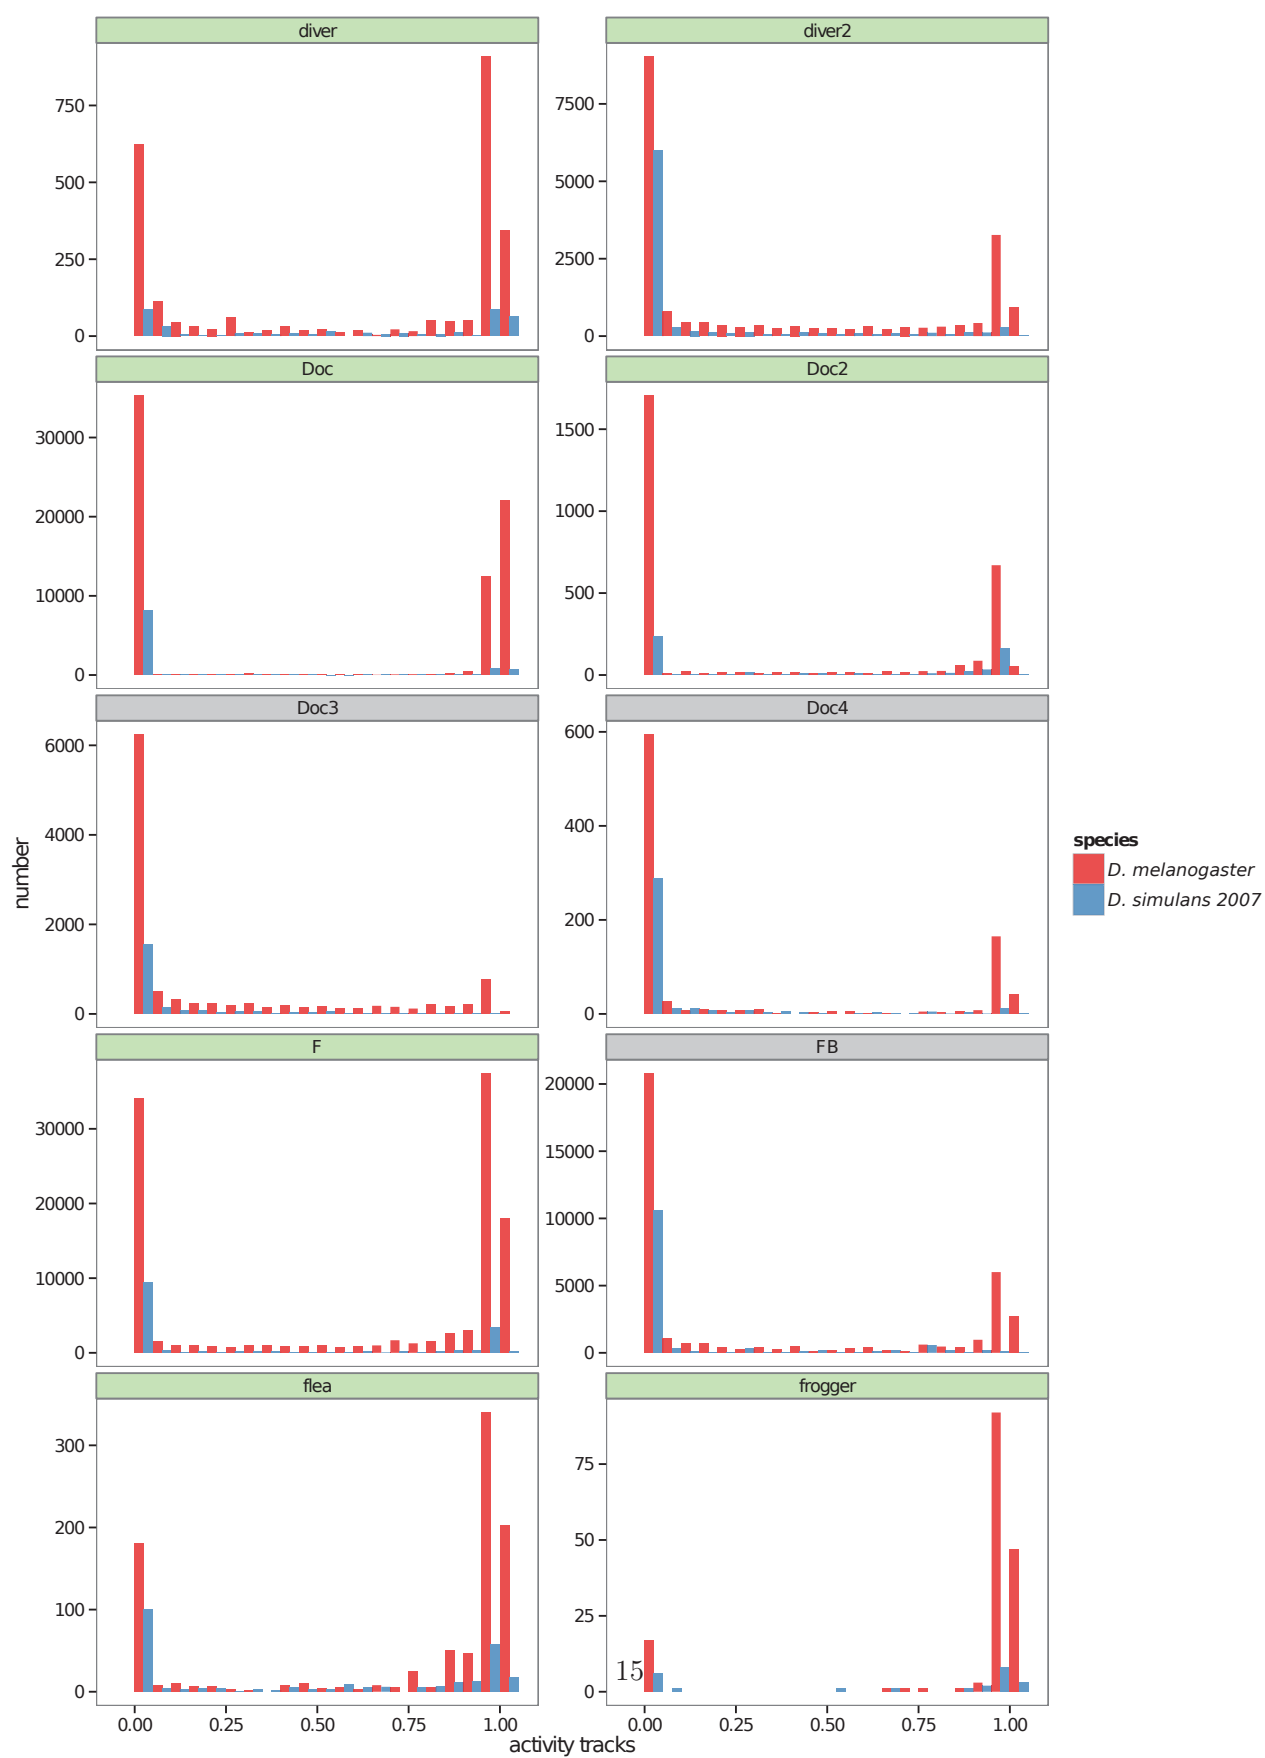 diver
diver2
750
500
250
0
7500
5000
2500
0
Doc
Doc2
30000
20000
10000
0
1500
1000
500
0
Doc3
Doc4
6000
4000
2000
0
600
400
200
0
number
species
D. melanogaster
D. simulans 2007
F
FB
30000
20000
10000
0
20000
15000
10000
5000
0
flea
frogger
300
200
100
0
75
50
25
0
15
0.00 0.25 0.50 0.75 1.00
0.00 0.25 0.50 0.75 1.00
activity tracks